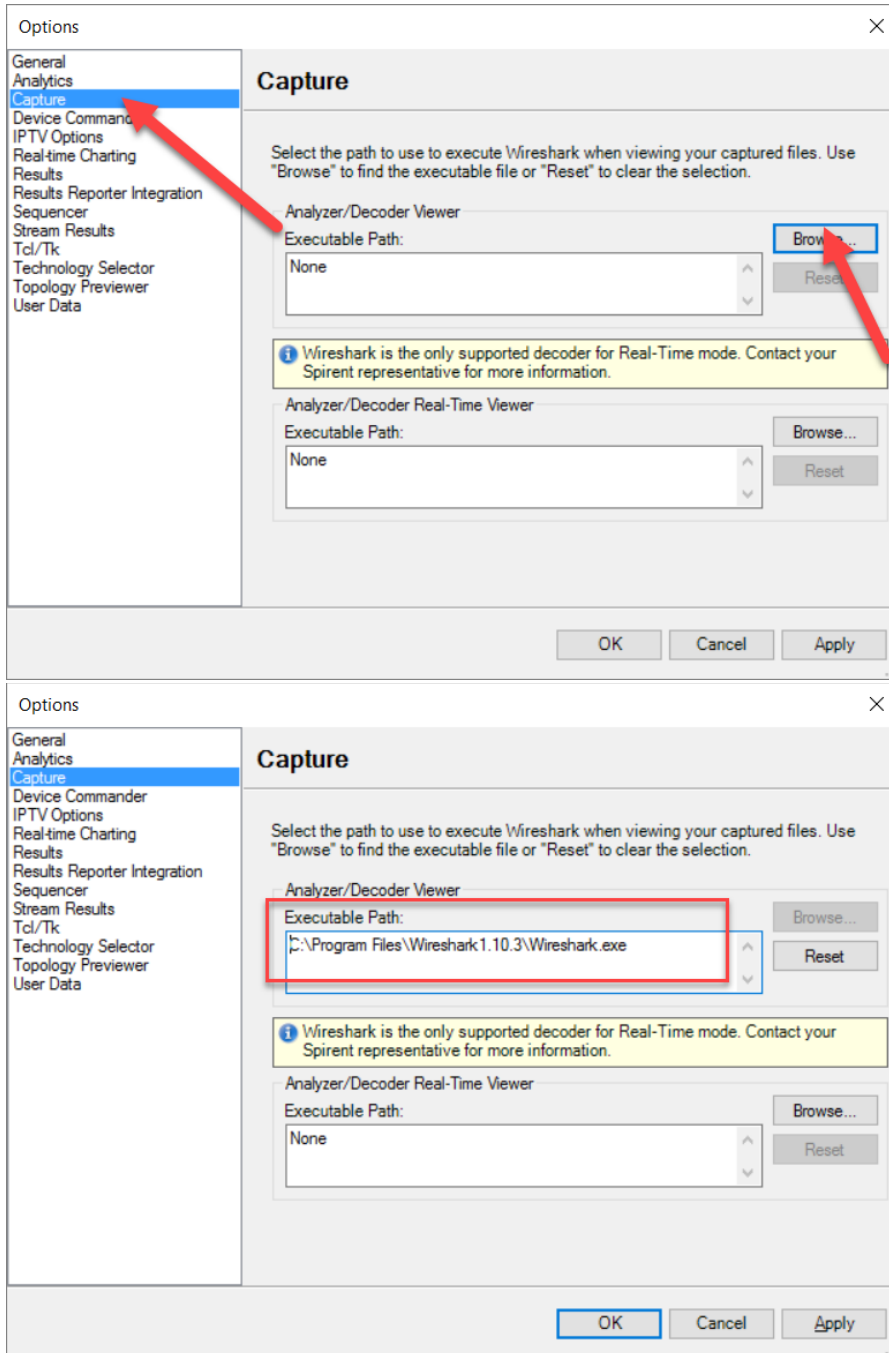 Options
General
Analytics
Capture
Device Command
IPTV Options
Real-time Charting
Results
Results Reporter Integration
Sequencer
Stream Results
Tcl/Tk
Technology Selector
Topology Previewer
User Data
Capture
Select the path to use to execute Wireshark when viewing your captured files. Use
"Browse" to find the executable file or "Reset" to clear the selection.
Analyzer/Decoder Viewer
Executable Path:
Browse...
None
Reset
Wireshark is the only supported decoder for Real-Time mode. Contact your
Spirent representative for more information.
Analyzer/Decoder Real-Time Viewer
Executable Path:
Browse...
None
Reset
OK
Cancel
Apply
Options
General
Analytics
Capture
Device Commander
IPTV Options
Real-time Charting
Results
Results Reporter Integration
Sequencer
Stream Results
Tcl/Tk
Technology Selector
Topology Previewer
User Data
Capture
Select the path to use to execute Wireshark when viewing your captured files. Use
"Browse" to find the executable file or "Reset" to clear the selection.
Analyzer/Decoder Viewer
Executable Path:
Browse...
C:\Program Files\Wireshark1.10.3\Wireshark.exe
Reset
Wireshark is the only supported decoder for Real-Time mode. Contact your
Spirent representative for more information.
Analyzer/Decoder Real-Time Viewer
Executable Path:
Browse...
None
Reset
OK
Cancel
Apply